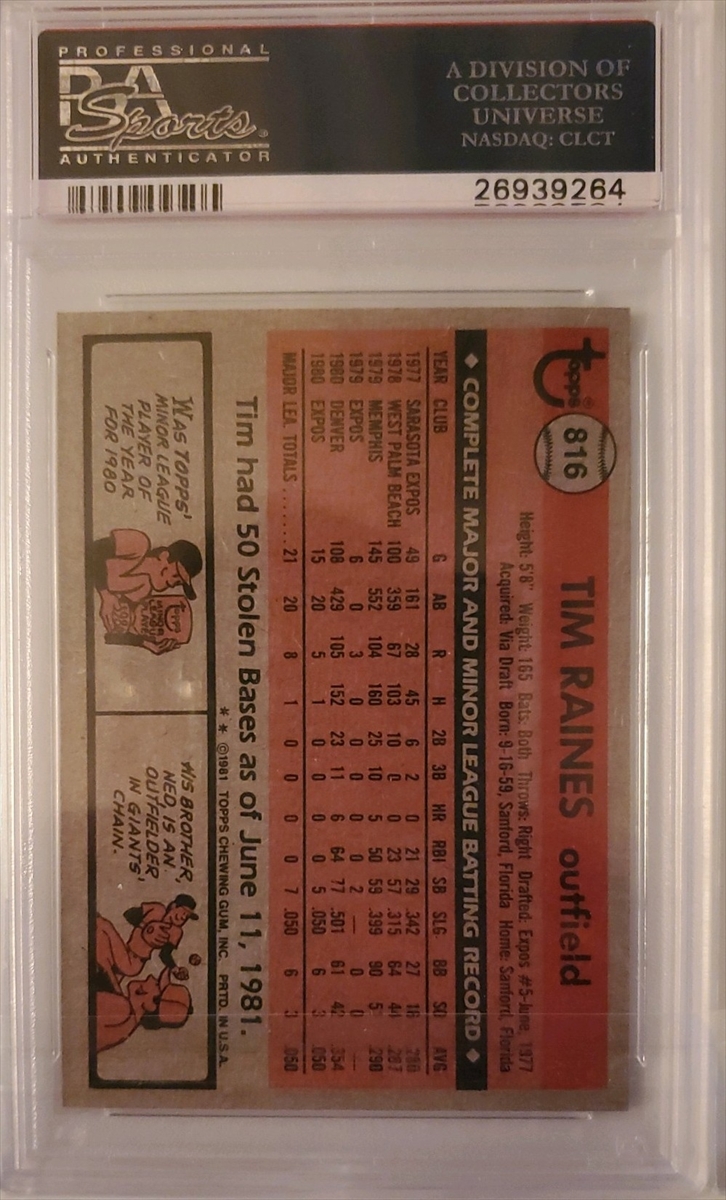 PROFESSIONAL
PSA
Sports®
AUTHENTICATOR
A DIVISION OF
COLLECTORS
UNIVERSE
NASDAQ: CLCT
26939264
Topps®
816
TIM RAINES outfield
Height: 5'8" Weight: 165 Bats: Both Throws: Right Drafted: Expos #5-June, 1977
Acquired: Via Draft Born: 9-16-59, Sanford, Florida Home: Sanford, Florida
◆ COMPLETE MAJOR AND MINOR LEAGUE BATTING RECORD ◆
YEAR CLUB G AB R H 2B 3B HR RBI SB SLG BB SO AVG
1977 SARASOTA EXPOS 49 161 28 45 6 2 0 21 29 .342 27 16
1978 WEST PALM BEACH 100 359 67 103 10 0 0 23 57 .315 64 44 .287
1979 MEMPHIS 145 552 104 160 25 10 5 50 59 .399 90 .290
1979 EXPOS 6 0 3 0 0 0 0 0 2 — 0 0 —
1980 DENVER 108 429 105 152 23 11 6 64 77 .501 61 42 .354
1980 EXPOS 15 20 5 1 0 0 0 0 5 .050 6 3 .050
MAJOR LEA. TOTALS ........ 21 20 8 1 0 0 0 0 7 .050 6 3 .050
Tim had 50 Stolen Bases as of June 11, 1981.
* * ©1981 TOPPS CHEWING GUM, INC. PRTD. IN U.S.A.
WAS TOPPS'
MINOR LEAGUE
PLAYER OF
THE YEAR
FOR 1980
HIS BROTHER,
NED, IS AN
OUTFIELDER
IN GIANTS'
CHAIN.